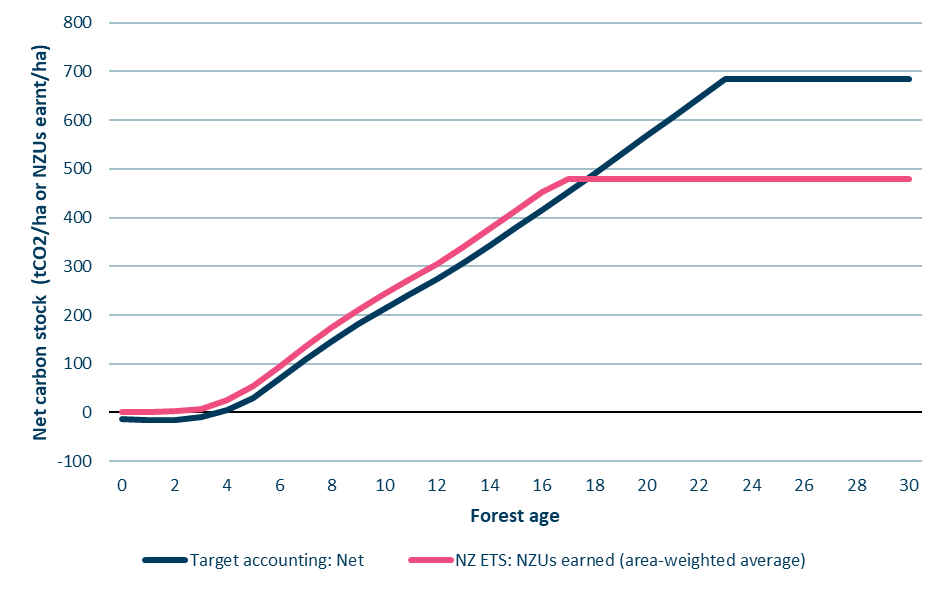 Net carbon stock (tCO2/ha or NZUs earnt/ha)
800
700
600
500
400
300
200
100
0
-100
0 2 4 6 8 10 12 14 16 18 20 22 24 26 28 30
Forest age
Target accounting: Net NZ ETS: NZUs earned (area-weighted average)